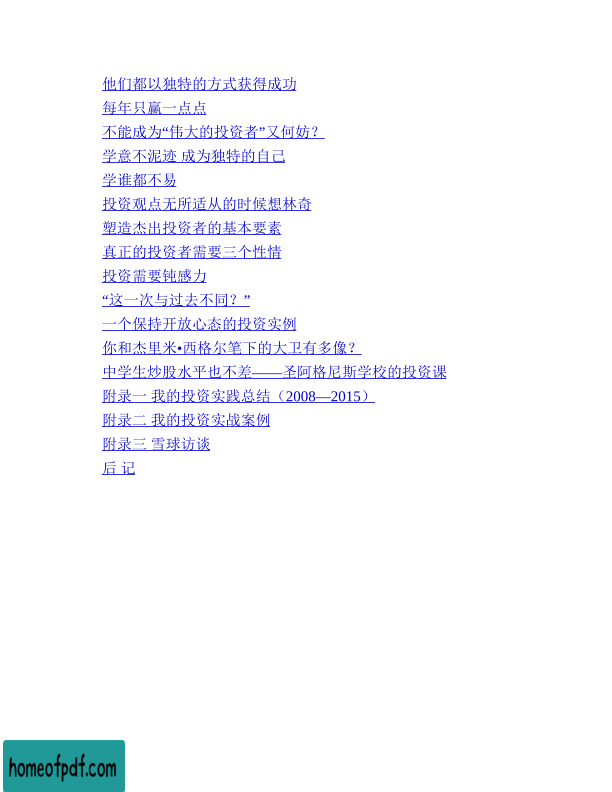 他们都以独特的方式获得成功
每年只赢一点点
不能成为“伟大的投资者”又何妨？
学意不泥迹 成为独特的自己
学谁都不易
投资观点无所适从的时候想林奇
塑造杰出投资者的基本要素
真正的投资者需要三个性情
投资需要钝感力
“这一次与过去不同？”
一个保持开放心态的投资实例
你和杰里米•西格尔笔下的大卫有多像？
中学生炒股水平也不差——圣阿格尼斯学校的投资课
附录一 我的投资实践总结（2008—2015）
附录二 我的投资实战案例
附录三 雪球访谈
后 记
homeofpdf.com